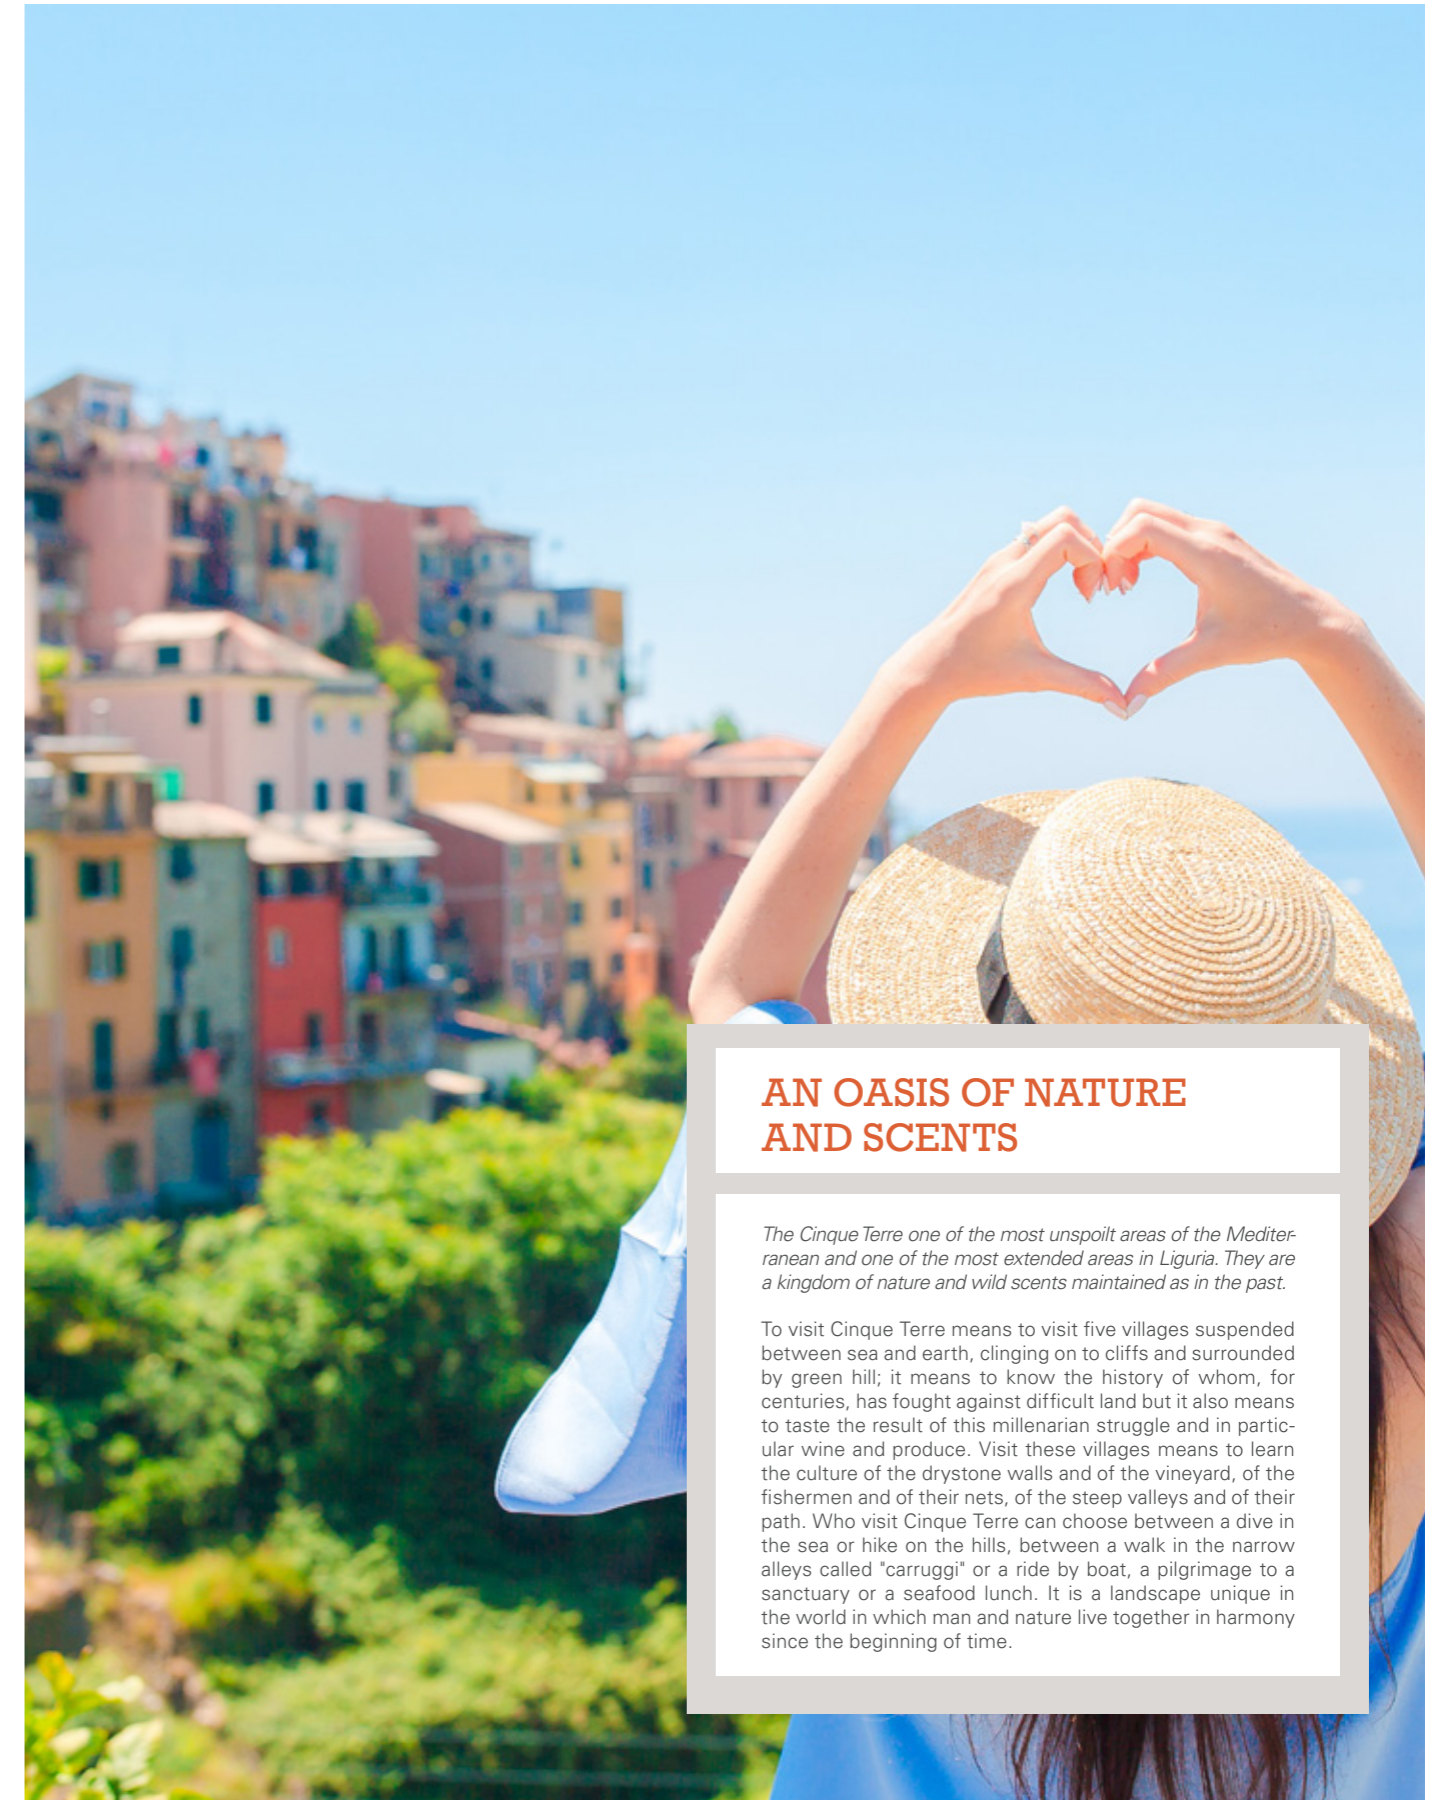 AN OASIS OF NATURE
AND SCENTS
The Cinque Terre one of the most unspoilt areas of the Mediter-
ranean and one of the most extended areas in Liguria. They are
a kingdom of nature and wild scents maintained as in the past.
To visit Cinque Terre means to visit five villages suspended
between sea and earth, clinging on to cliffs and surrounded
by green hill; it means to know the history of whom, for
centuries, has fought against difficult land but it also means
to taste the result of this millenarian struggle and in partic-
ular wine and produce. Visit these villages means to learn
the culture of the drystone walls and of the vineyard, of the
fishermen and of their nets, of the steep valleys and of their
path. Who visit Cinque Terre can choose between a dive in
the sea or hike on the hills, between a walk in the narrow
alleys called "carruggi" or a ride by boat, a pilgrimage to a
sanctuary or a seafood lunch. It is a landscape unique in
the world in which man and nature live together in harmony
since the beginning of time.